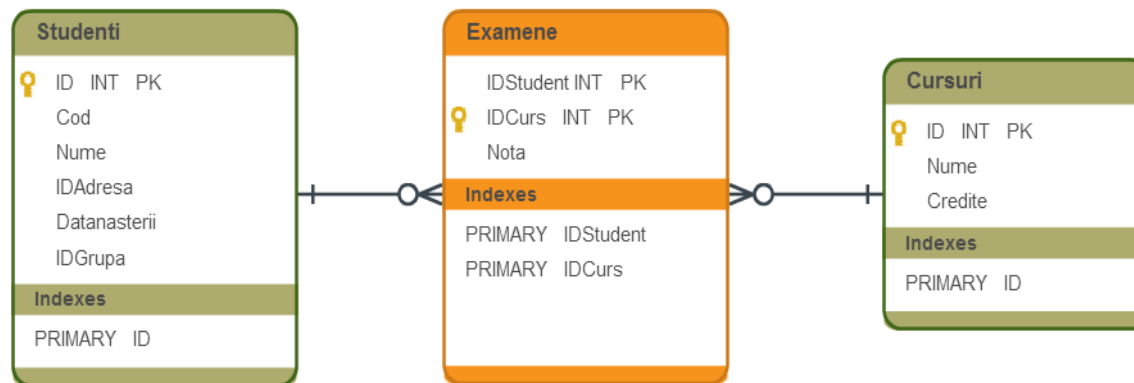 Studenti
ID INT PK
Cod
Nume
IDAdresa
Datanasterii
IDGrupa
Indexes
PRIMARY ID
Examene
IDStudent INT PK
IDCurs INT PK
Nota
Indexes
PRIMARY IDStudent
PRIMARY IDCurs
Cursuri
ID INT PK
Nume
Credite
Indexes
PRIMARY ID